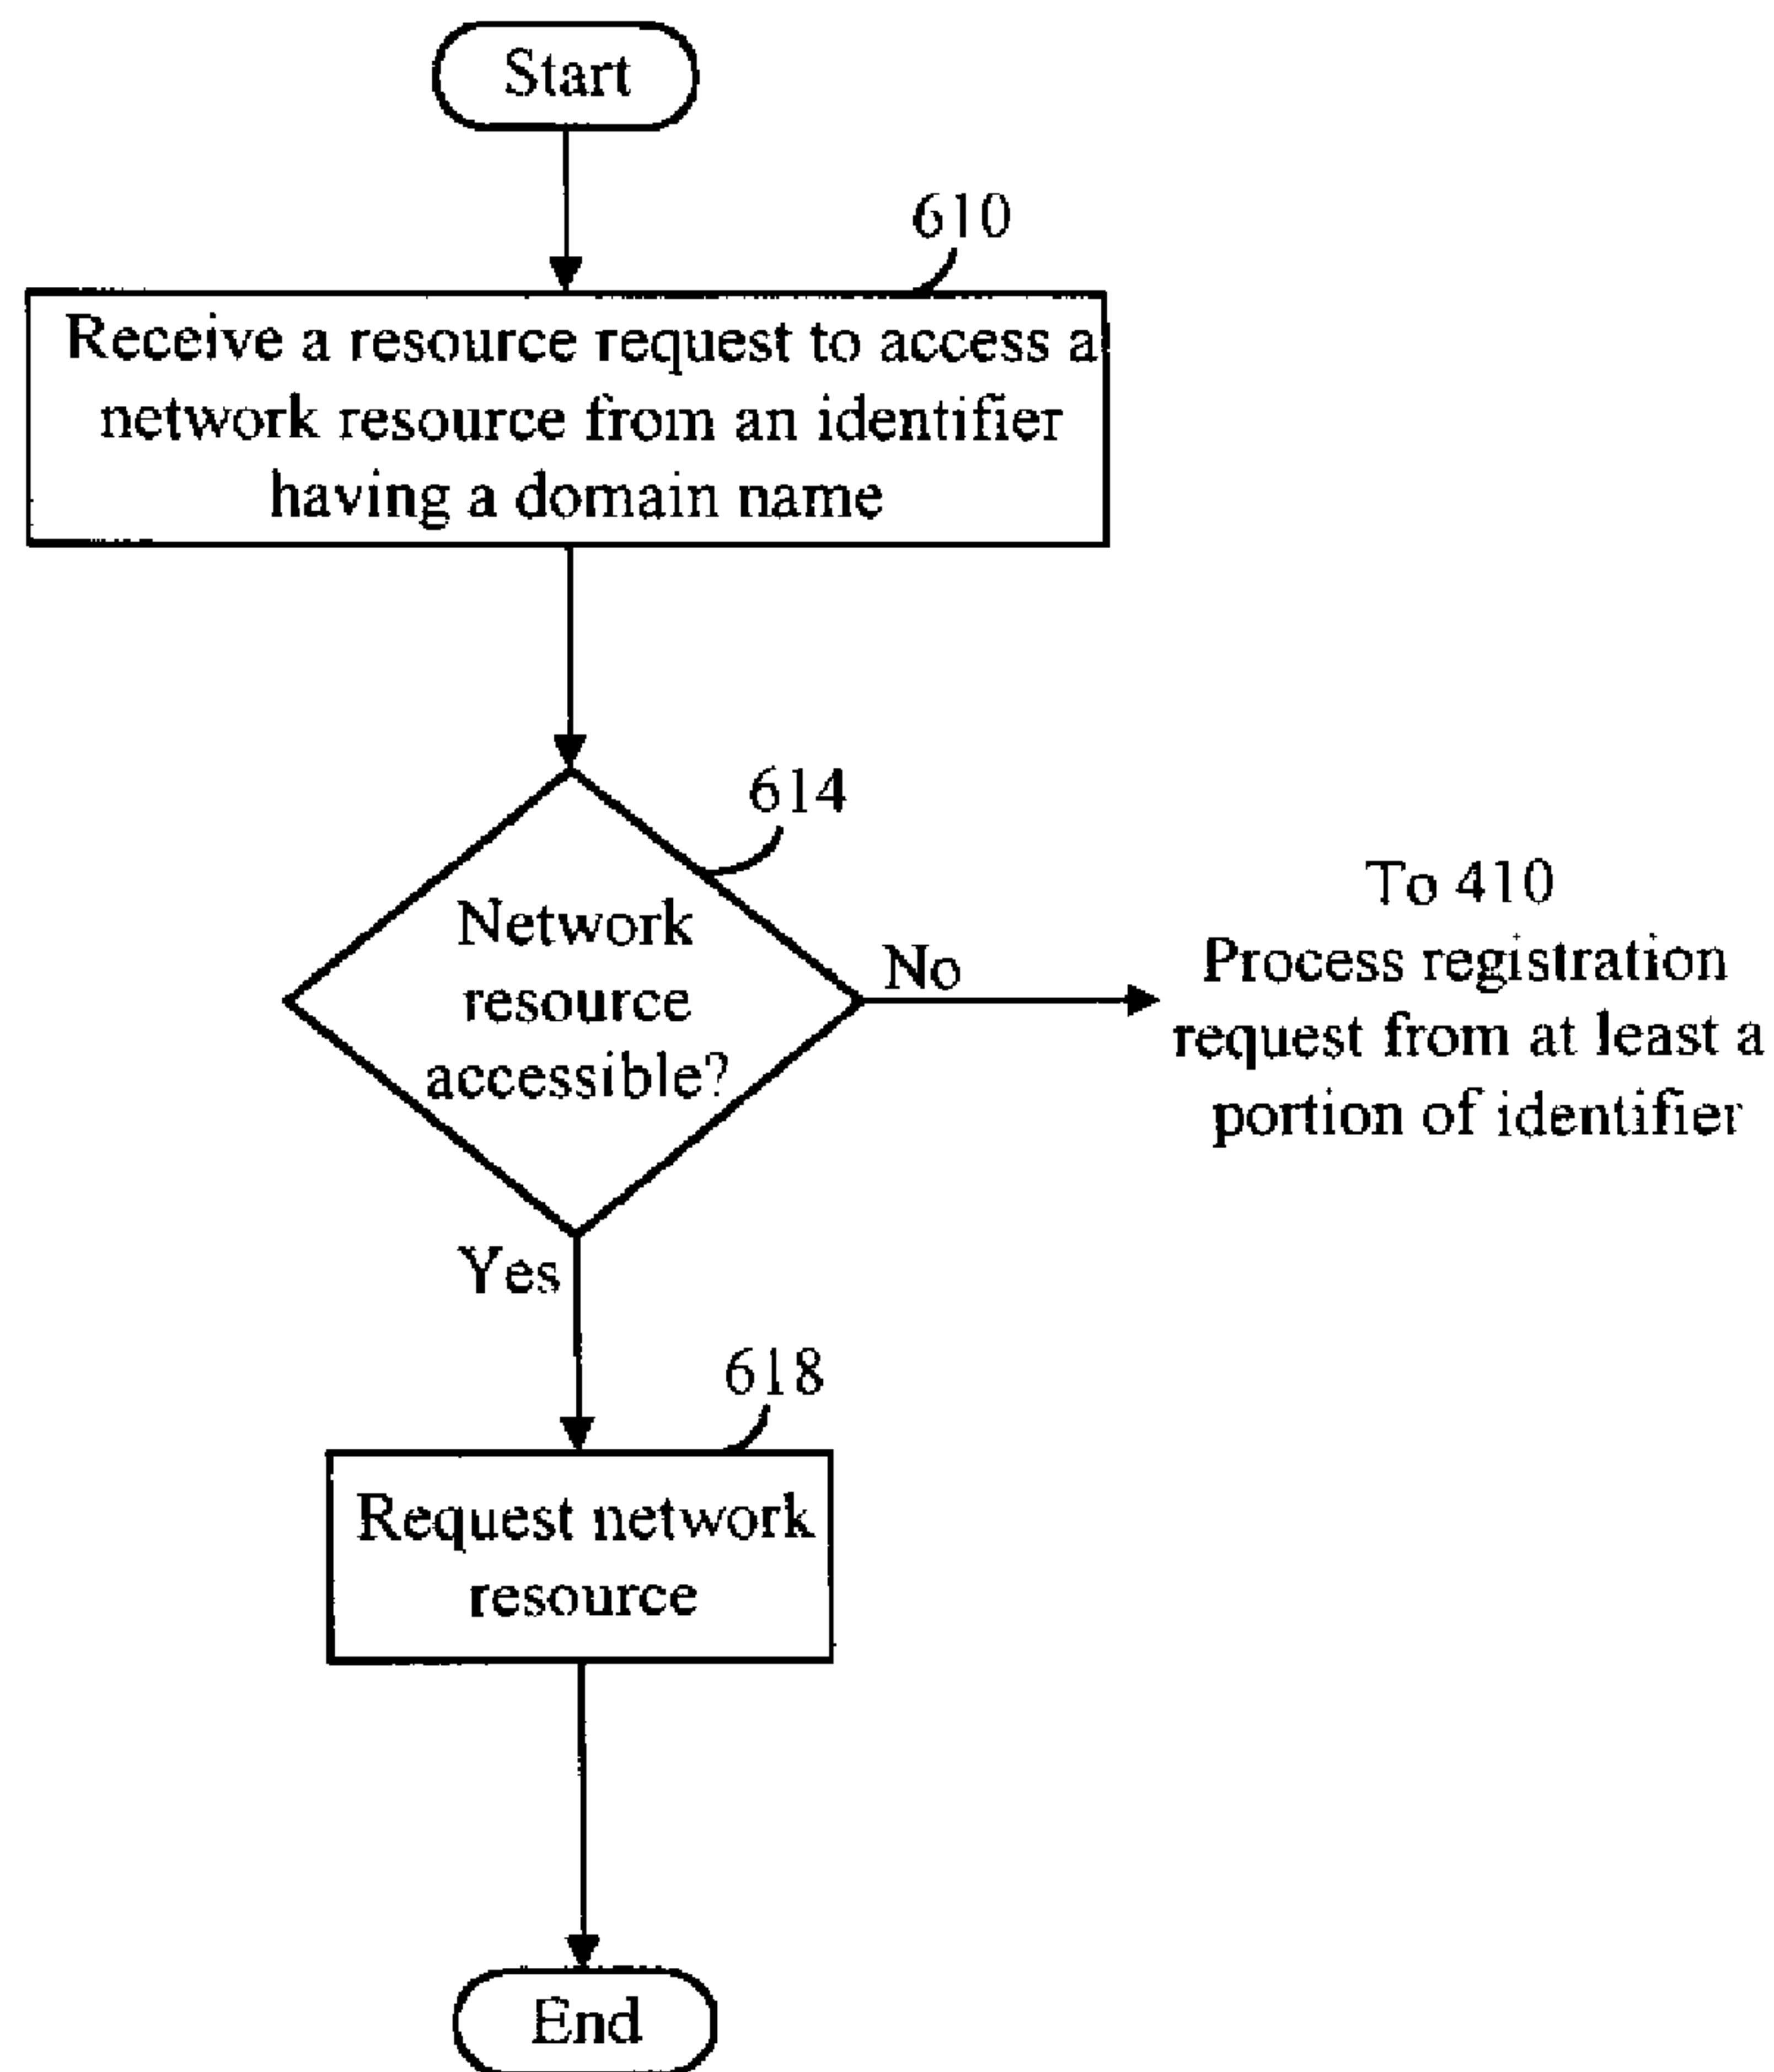 Start
610
Receive a resource request to access a
network resource from an identifier
having a domain name
614
Network
resource
accessible?
No
To 410
Process registration
request from at least a
portion of identifier
Yes
618
Request network
resource
End